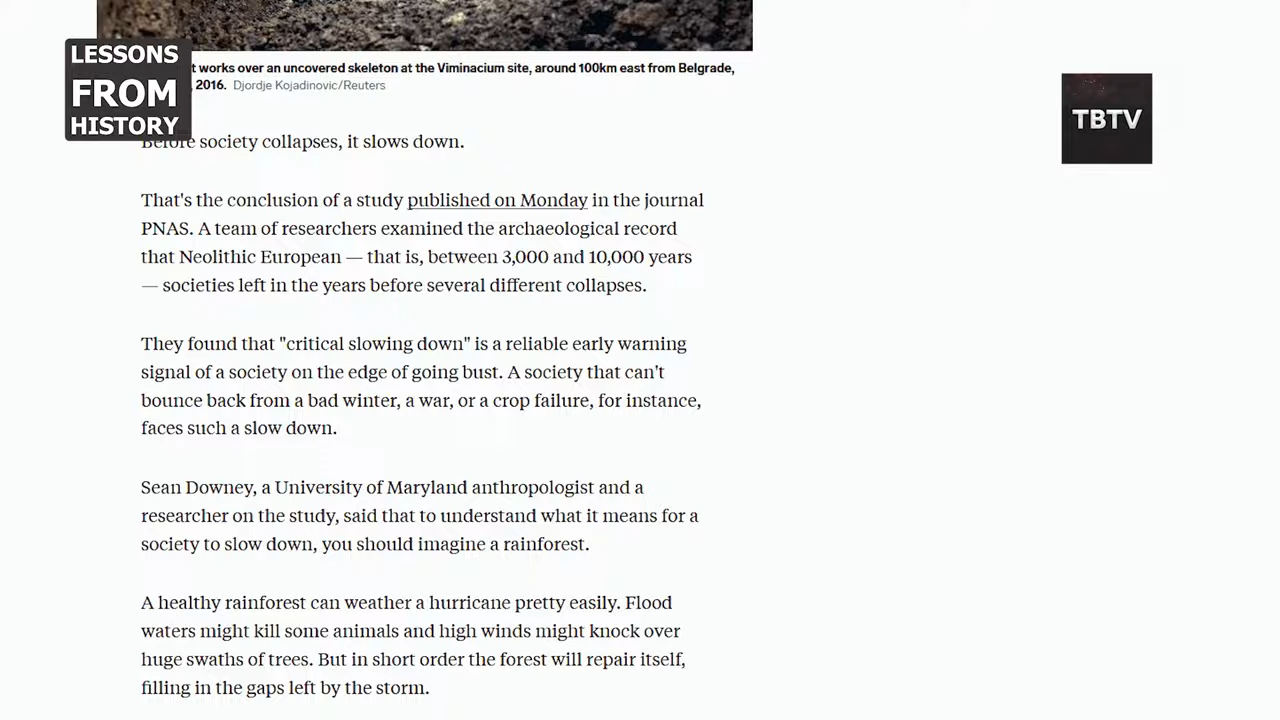 LESSONS
FROM
HISTORY
TBTV
t works over an uncovered skeleton at the Viminacium site, around 100km east from Belgrade,
2016. Djordje Kojadinovic/Reuters
Before society collapses, it slows down.
That's the conclusion of a study published on Monday in the journal
PNAS. A team of researchers examined the archaeological record
that Neolithic European — that is, between 3,000 and 10,000 years
— societies left in the years before several different collapses.
They found that "critical slowing down" is a reliable early warning
signal of a society on the edge of going bust. A society that can't
bounce back from a bad winter, a war, or a crop failure, for instance,
faces such a slow down.
Sean Downey, a University of Maryland anthropologist and a
researcher on the study, said that to understand what it means for a
society to slow down, you should imagine a rainforest.
A healthy rainforest can weather a hurricane pretty easily. Flood
waters might kill some animals and high winds might knock over
huge swaths of trees. But in short order the forest will repair itself,
filling in the gaps left by the storm.